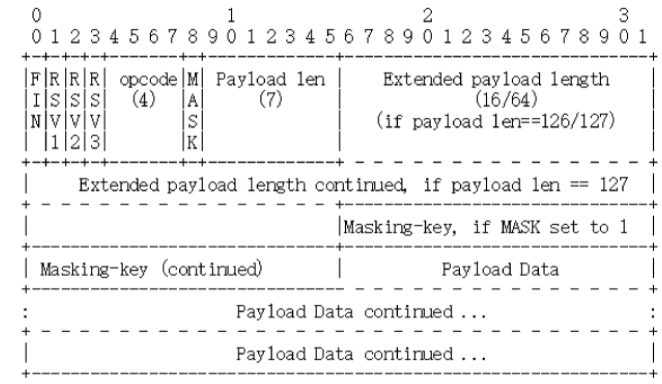 0                   1                   2                   3
0 1 2 3 4 5 6 7 8 9 0 1 2 3 4 5 6 7 8 9 0 1 2 3 4 5 6 7 8 9 0 1
+-+-+-+-+-------+-+-------------+-------------------------------+
|F|R|R|R| opcode|M| Payload len |    Extended payload length    |
|I|S|S|S|  (4)  |A|     (7)     |             (16/64)           |
|N|V|V|V|       |S|             |   (if payload len==126/127)   |
| |1|2|3|       |K|             |                               |
+-+-+-+-+-------+-+-------------+ - - - - - - - - - - - - - - - +
|     Extended payload length continued, if payload len == 127  |
+ - - - - - - - - - - - - - - - +-------------------------------+
|                               |Masking-key, if MASK set to 1  |
+-------------------------------+-------------------------------+
| Masking-key (continued)       |          Payload Data         |
+-------------------------------- - - - - - - - - - - - - - - - +
:                     Payload Data continued ...                :
+ - - - - - - - - - - - - - - - - - - - - - - - - - - - - - - - +
|                     Payload Data continued ...                |
+---------------------------------------------------------------+